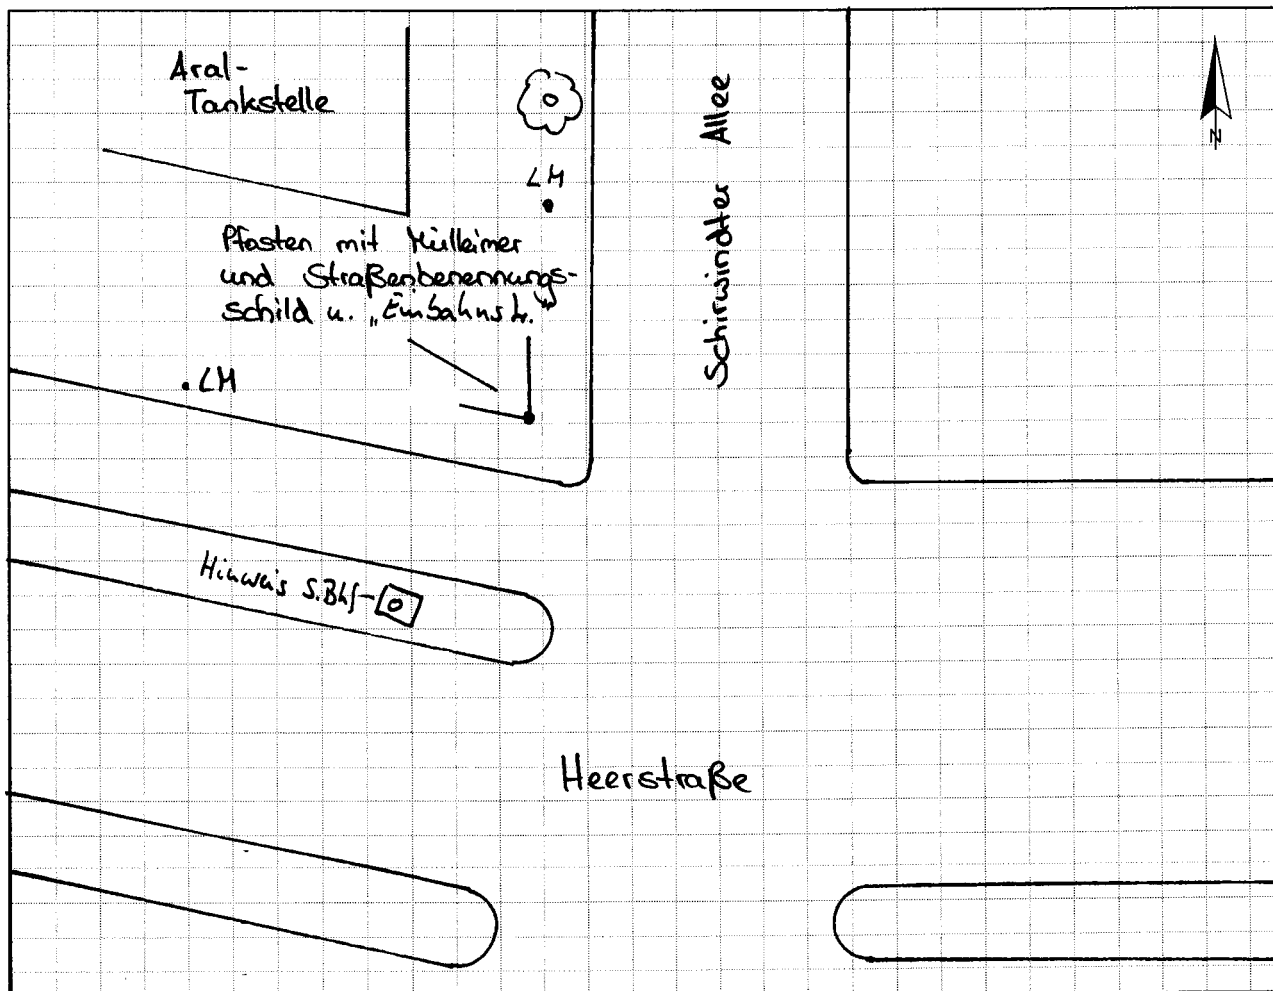 Aral-
Tankstelle
LM
Pfosten mit Mülleimer
und Straßenbenennungs-
schild u. „Einbahnstr."
LM
Schirwindter Allee
N
Hinweis S.Bhf
Heerstraße